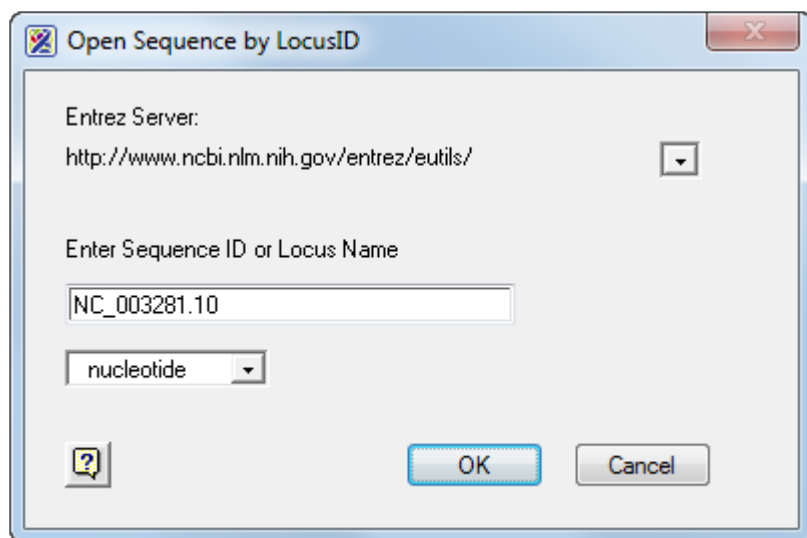 Open Sequence by LocusID
Entrez Server:
http://www.ncbi.nlm.nih.gov/entrez/eutils/
Enter Sequence ID or Locus Name
NC_003281.10
nucleotide
?
OK Cancel